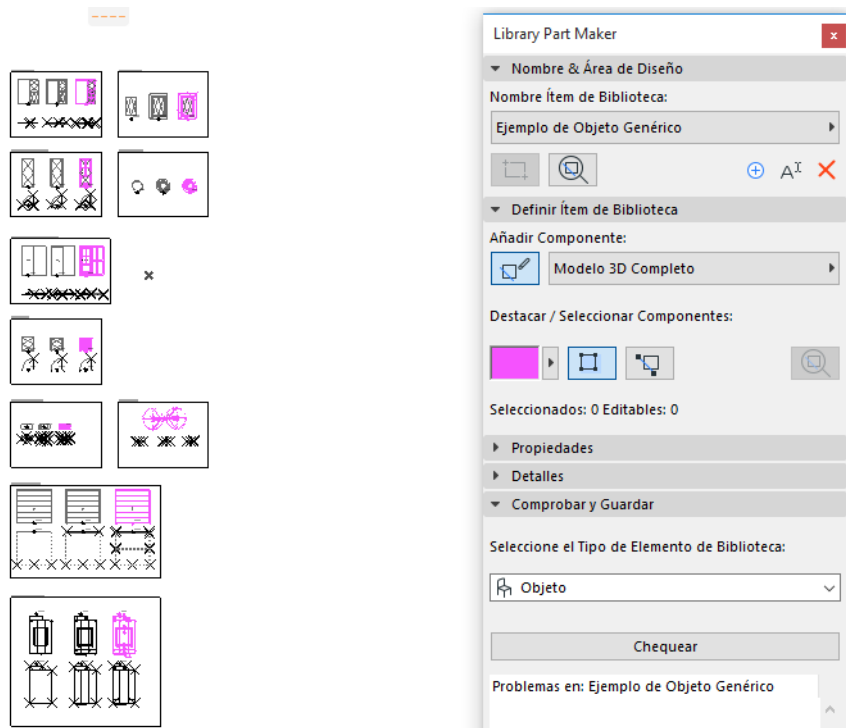 Library Part Maker
x
Nombre & Área de Diseño
Nombre Ítem de Biblioteca:
Ejemplo de Objeto Genérico
Definir Ítem de Biblioteca
Añadir Componente:
Modelo 3D Completo
Destacar / Seleccionar Componentes:
Seleccionados: 0 Editables: 0
Propiedades
Detalles
Comprobar y Guardar
Seleccione el Tipo de Elemento de Biblioteca:
Objeto
Chequear
Problemas en: Ejemplo de Objeto Genérico